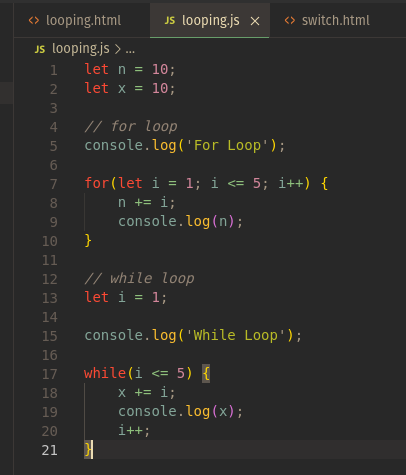 looping.html JS looping.js × switch.html
JS looping.js > ...
1 let n = 10;
2 let x = 10;
3
4 // for loop
5 console.log('For Loop');
6
7 for(let i = 1; i <= 5; i++) {
8     n += i;
9     console.log(n);
10 }
11
12 // while loop
13 let i = 1;
14
15 console.log('While Loop');
16
17 while(i <= 5) {
18     x += i;
19     console.log(x);
20     i++;
21 }